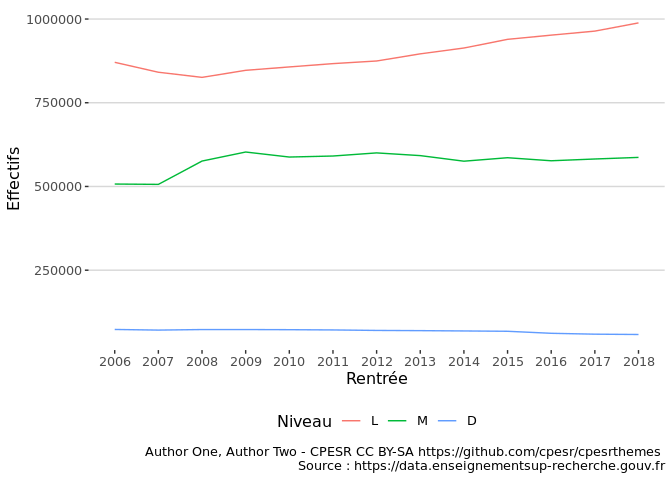 1000000
750000
500000
250000
Effectifs
2006 2007 2008 2009 2010 2011 2012 2013 2014 2015 2016 2017 2018
Rentrée
Niveau L M D
Author One, Author Two - CPESR CC BY-SA https://github.com/cpesr/cpesrthemes
Source : https://data.enseignementsup-recherche.gouv.fr